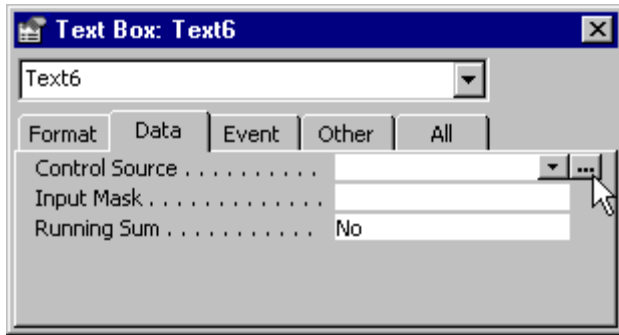 Text Box: Text6
Text6
Format Data Event Other All
Control Source . . . . . . . . . .
Input Mask . . . . . . . . . . . . .
Running Sum . . . . . . . . . . . No